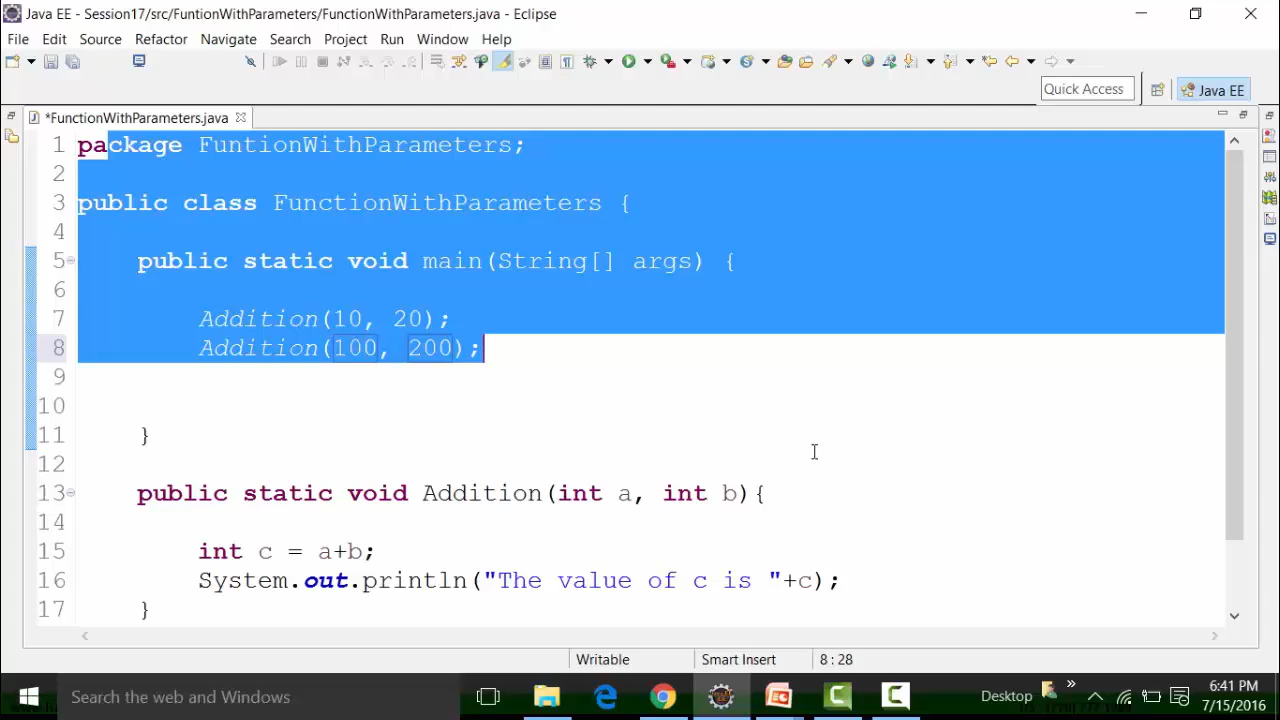 Java EE - Session17/src/FuntionWithParameters/FunctionWithParameters.java - Eclipse
File Edit Source Refactor Navigate Search Project Run Window Help
Quick Access
Java EE
*FunctionWithParameters.java
1 package FuntionWithParameters;
2
3 public class FunctionWithParameters {
4
5 public static void main(String[] args) {
6
7 Addition(10, 20);
8 Addition(100, 200);
9
10
11 }
12
13 public static void Addition(int a, int b){
14
15 int c = a+b;
16 System.out.println("The value of c is "+c);
17 }
Writable Smart Insert 8 : 28
Search the web and Windows
Desktop
6:41 PM
7/15/2016